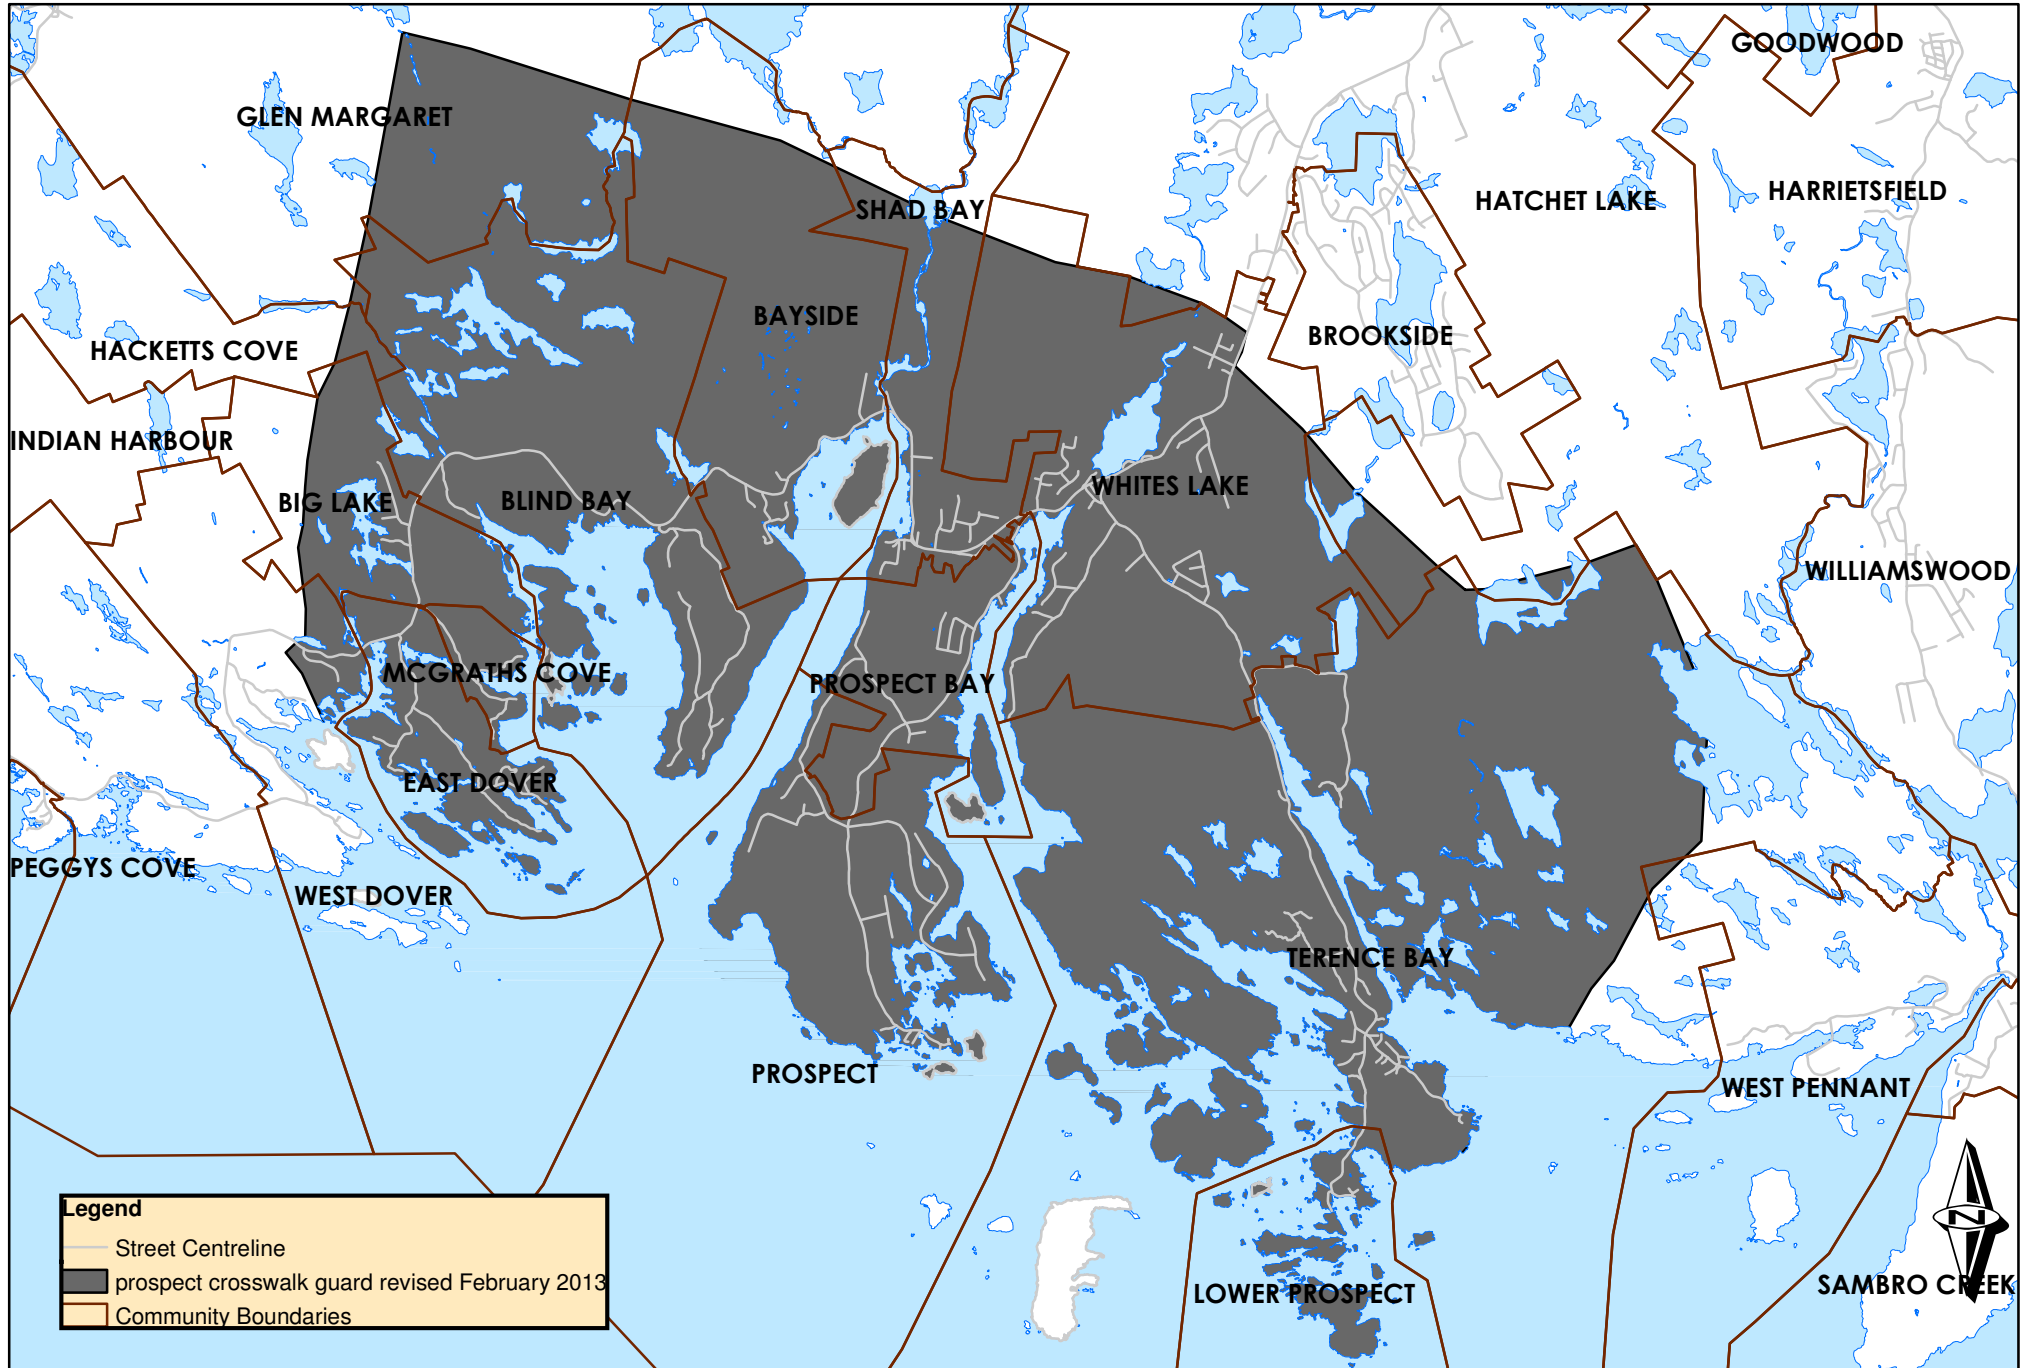 GOODWOOD
GLEN MARGARET
HATCHET LAKE
HARRIETSFIELD
SHAD BAY
BAYSIDE
BROOKSIDE
HACKETTS COVE
INDIAN HARBOUR
BIG LAKE
BLIND BAY
WHITES LAKE
WILLIAMSWOOD
MCGRATHS COVE
PROSPECT BAY
EAST DOVER
PEGGYS COVE
WEST DOVER
TERENCE BAY
PROSPECT
WEST PENNANT
LOWER PROSPECT
SAMBRO CREEK
N
Legend
Street Centreline
prospect crosswalk guard revised February 2013
Community Boundaries